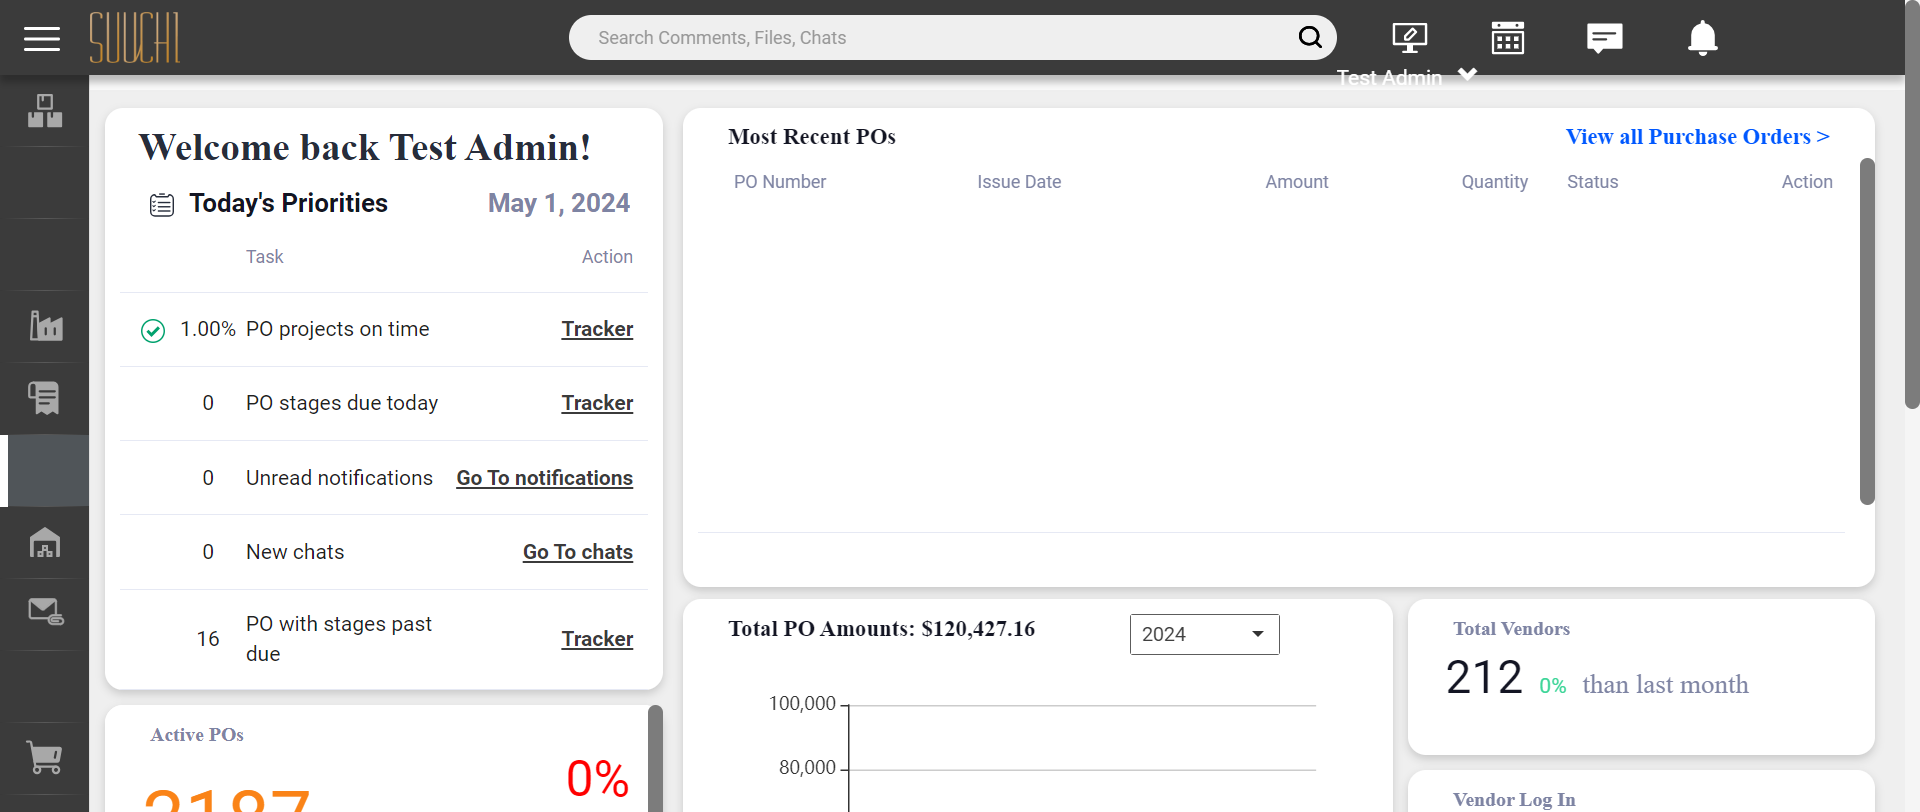 SUUCHI
Search Comments, Files, Chats
Test Admin
Welcome back Test Admin!
Today's Priorities
May 1, 2024
Task
Action
1.00%
PO projects on time
Tracker
0
PO stages due today
Tracker
0
Unread notifications
Go To notifications
0
New chats
Go To chats
16
PO with stages past
due
Tracker
Active POs
0%
2187
Most Recent POs
View all Purchase Orders >
PO Number
Issue Date
Amount
Quantity
Status
Action
Total PO Amounts: $120,427.16
2024
100,000
80,000
Total Vendors
212
0%
than last month
Vendor Log In